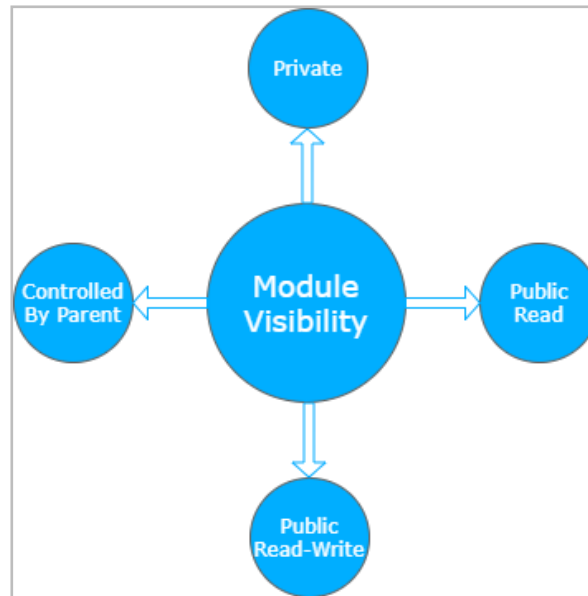 Private
Controlled
By Parent
Module
Visibility
Public
Read
Public
Read-Write